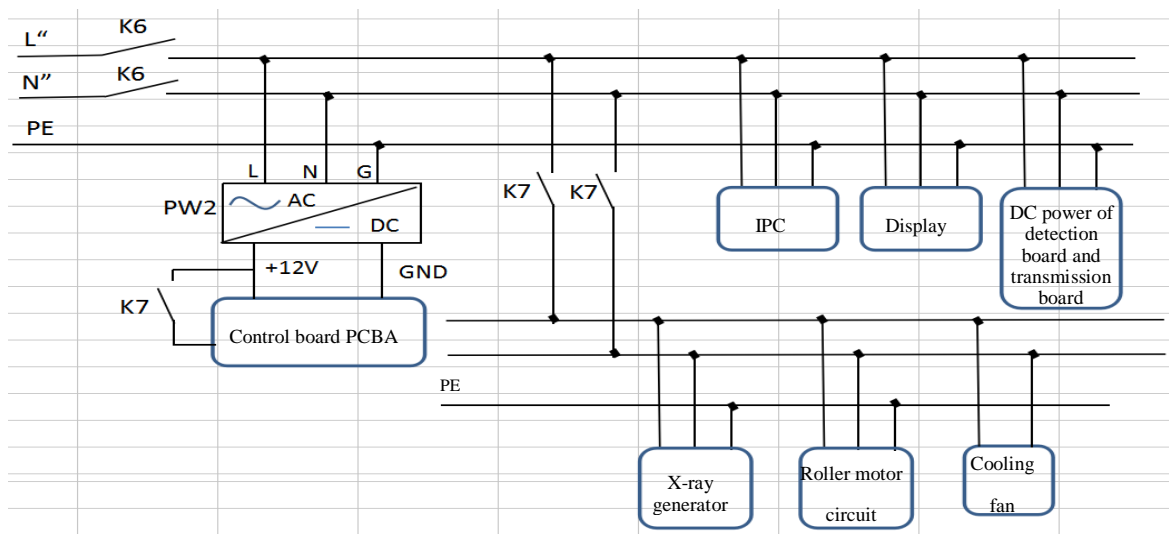 L“ K6
N” K6
PE
L N G
PW2 AC
DC
K7 K7
IPC
Display
DC power of
detection
board and
transmission
board
+12V GND
K7
Control board PCBA
PE
X-ray
generator
Roller motor
circuit
Cooling
fan